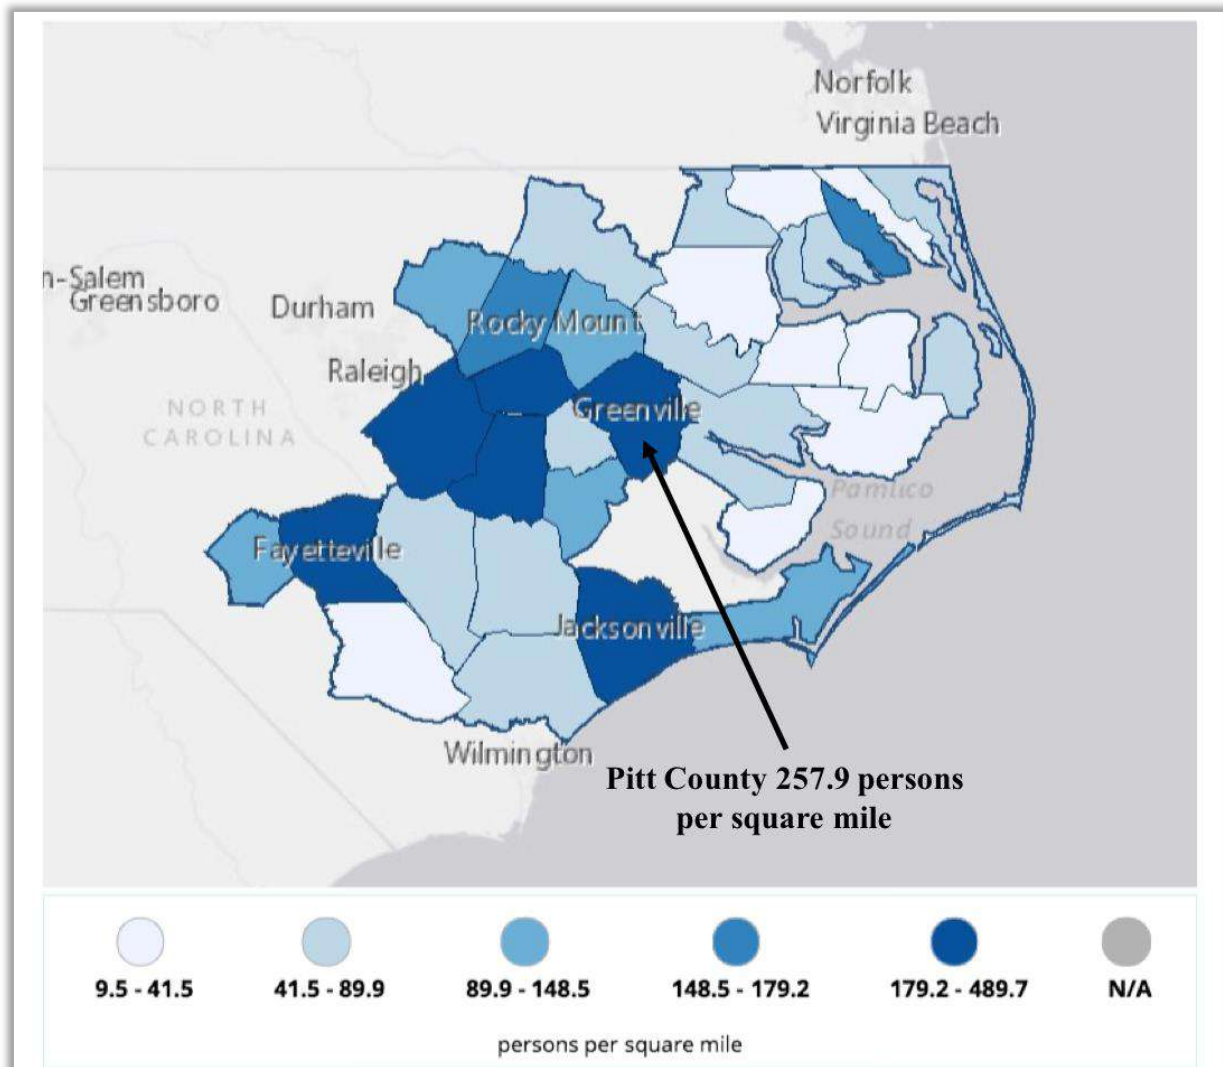 Norfolk
Virginia Beach
n-Salem
Greensboro
Durham
Rocky Mount
Raleigh
NORTH
CAROLINA
Greenville
Pamlico
Sound
Fayetteville
Jacksonville
Wilmington
Pitt County 257.9 persons
per square mile
9.5 - 41.5 41.5 - 89.9 89.9 - 148.5 148.5 - 179.2 179.2 - 489.7 N/A
persons per square mile